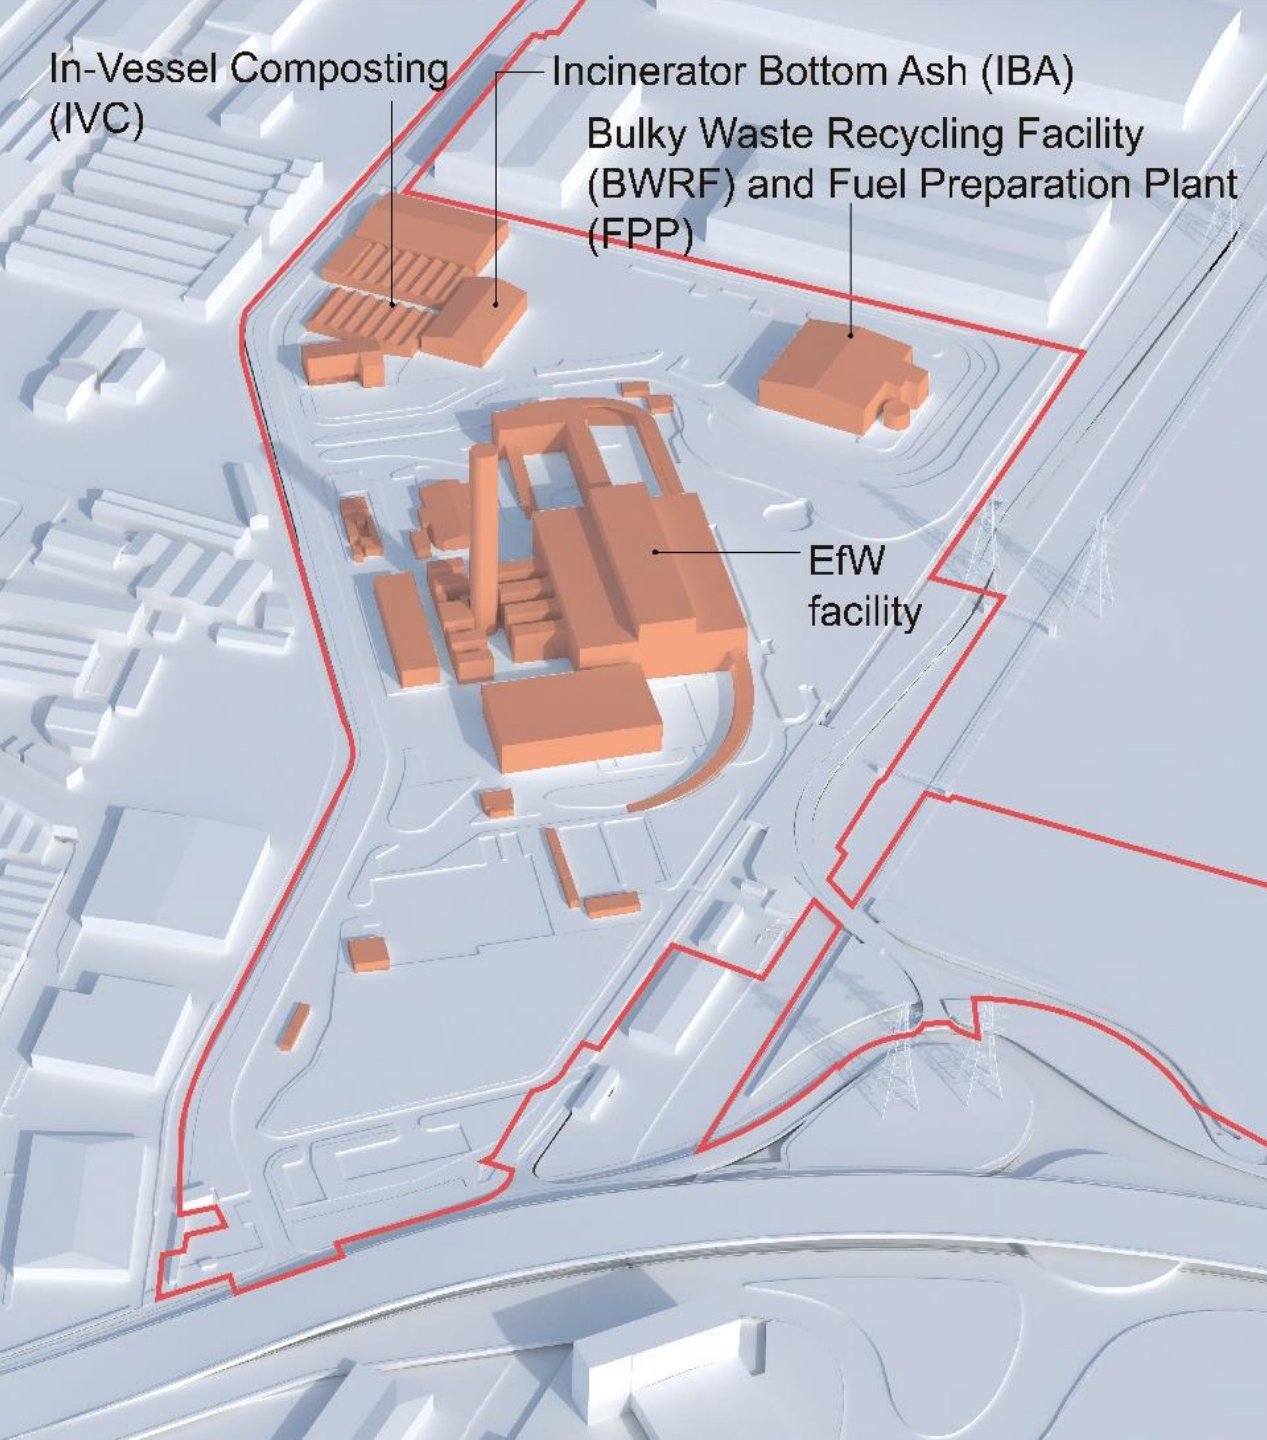 In-Vessel Composting
(IVC)
Incinerator Bottom Ash (IBA)
Bulky Waste Recycling Facility
(BWRF) and Fuel Preparation Plant
(FPP)
EfW
facility